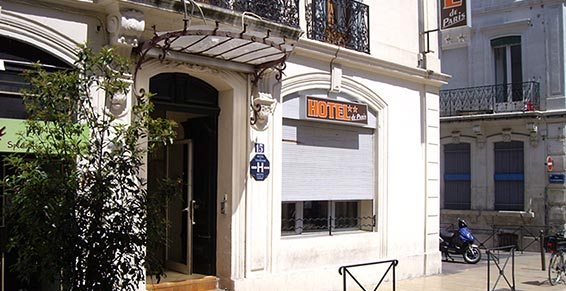 E
de Paris
HOTEL★★
de Paris
15
H